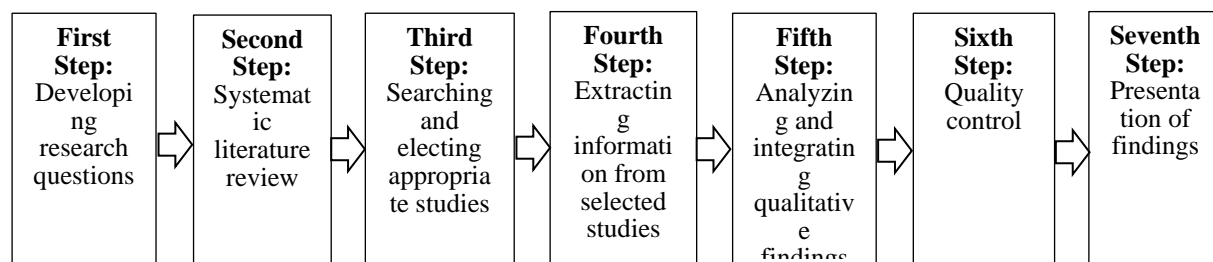 First
Step:
Developi
ng
research
questions
Second
Step:
Systemat
ic
literature
review
Third
Step:
Searching
and
electing
appropria
te studies
Fourth
Step:
Extractin
g
informati
on from
selected
studies
Fifth
Step:
Analyzin
g and
integratin
g
qualitativ
e
findings
Sixth
Step:
Quality
control
Seventh
Step:
Presenta
tion of
findings